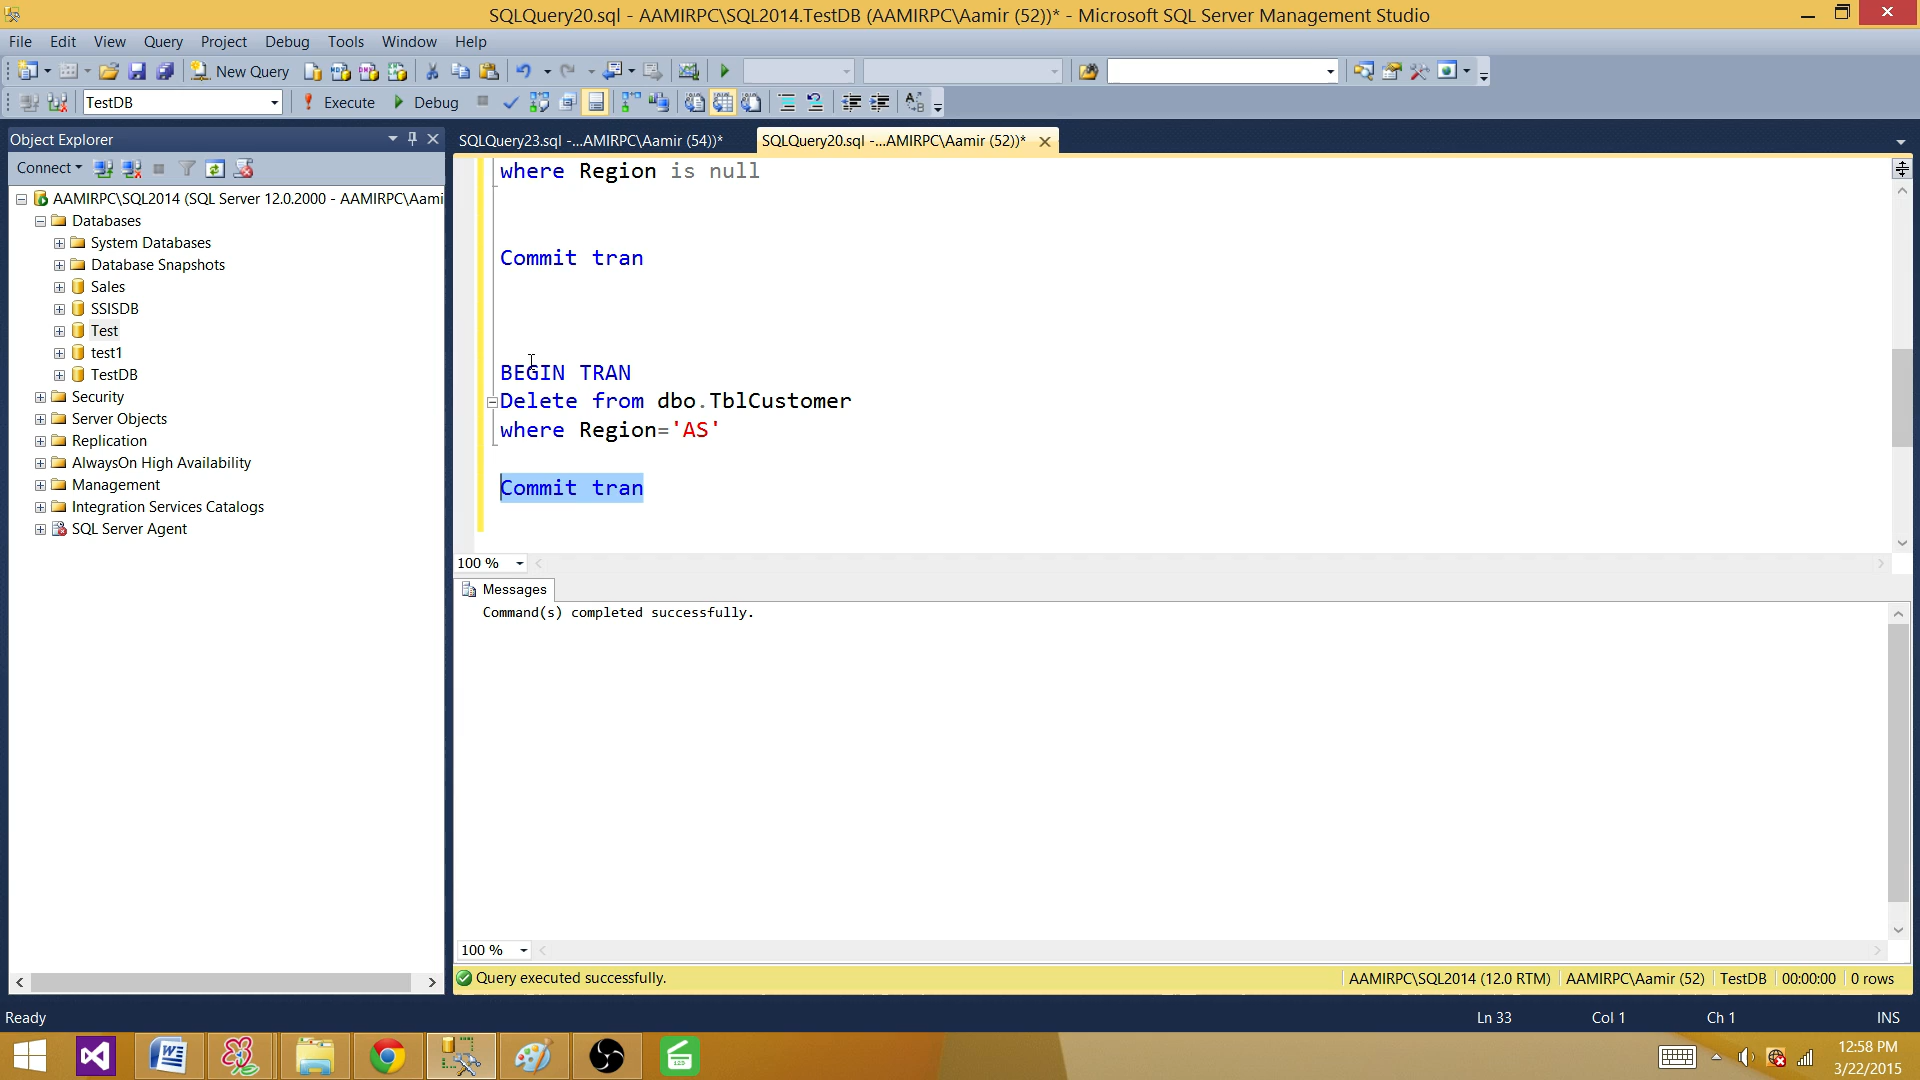 SQLQuery20.sql - AAMIRPC\SQL2014.TestDB (AAMIRPC\Aamir (52))* - Microsoft SQL Server Management Studio
File Edit View Query Project Debug Tools Window Help
New Query
TestDB Execute Debug
Object Explorer
SQLQuery23.sql -...AMIRPC\Aamir (54))* SQLQuery20.sql -...AMIRPC\Aamir (52))*
Connect
AAMIRPC\SQL2014 (SQL Server 12.0.2000 - AAMIRPC\Aami
Databases
System Databases
Database Snapshots
Sales
SSISDB
Test
test1
TestDB
Security
Server Objects
Replication
AlwaysOn High Availability
Management
Integration Services Catalogs
SQL Server Agent
where Region is null
Commit tran
BEGIN TRAN
Delete from dbo.TblCustomer
where Region='AS'
Commit tran
100 %
Messages
Command(s) completed successfully.
100 %
Query executed successfully. AAMIRPC\SQL2014 (12.0 RTM) AAMIRPC\Aamir (52) TestDB 00:00:00 0 rows
Ready Ln 33 Col 1 Ch 1 INS
12:58 PM
3/22/2015